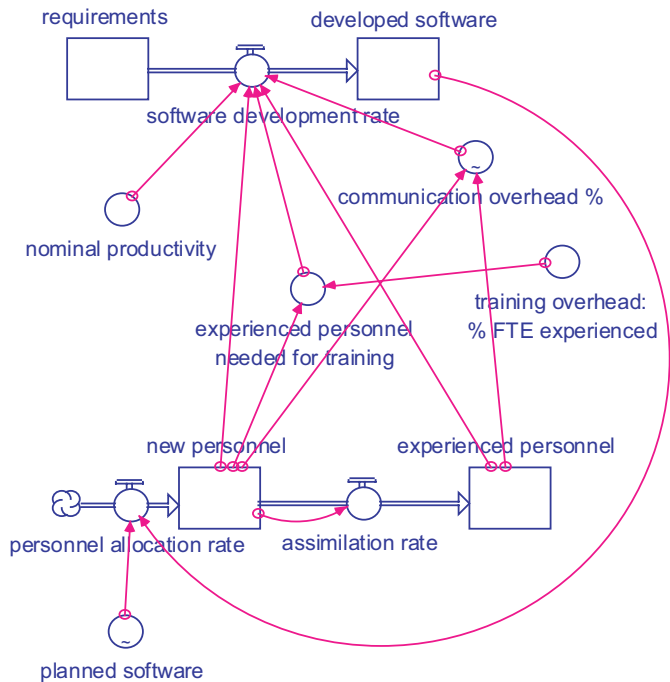 requirements
developed software
software development rate
~
communication overhead %
nominal productivity
training overhead:
% FTE experienced
experienced personnel
needed for training
new personnel
experienced personnel
personnel allocation rate
assimilation rate
~
planned software